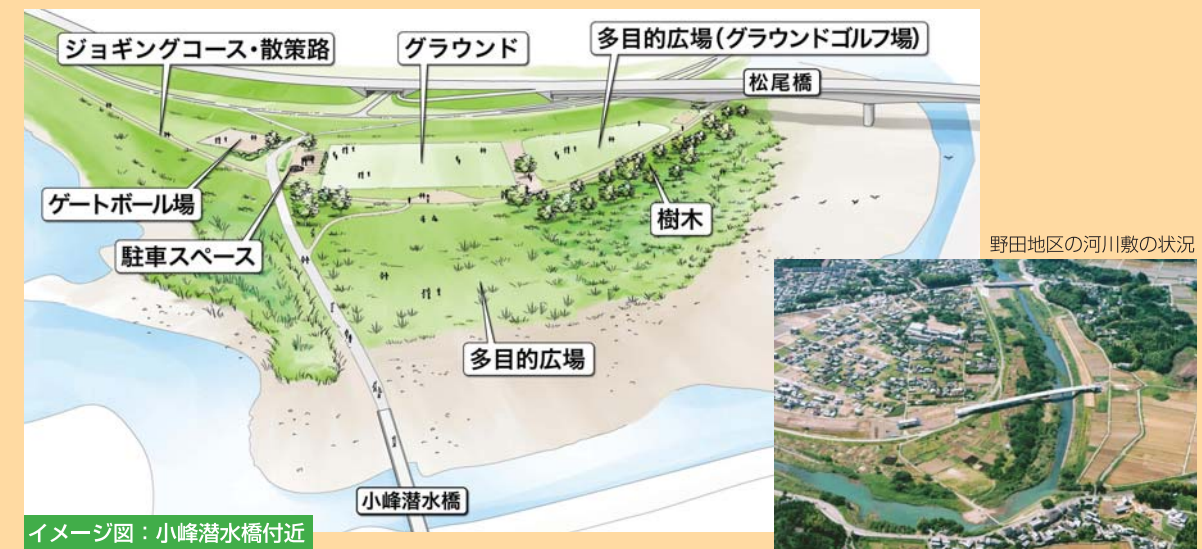 ジョギングコース・散策路
グラウンド
多目的広場(グラウンドゴルフ場)
松尾橋
ゲートボール場
駐車スペース
樹木
野田地区の河川敷の状況
多目的広場
小峰潜水橋
イメージ図：小峰潜水橋付近